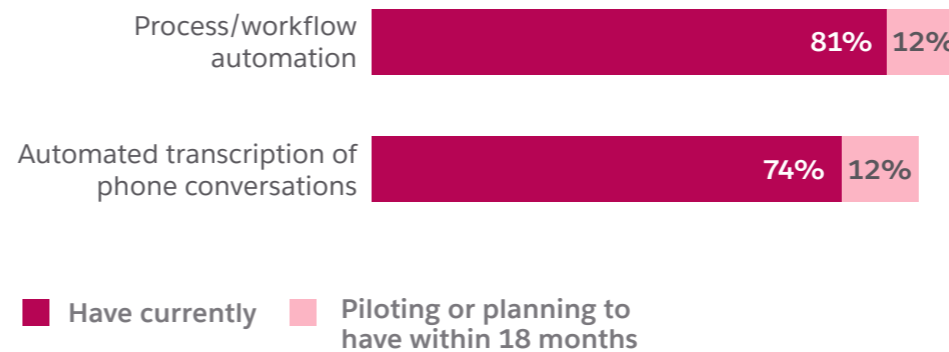 Process/workflow
automation
81% 12%
Automated transcription of
phone conversations
74% 12%
Have currently
Piloting or planning to
have within 18 months